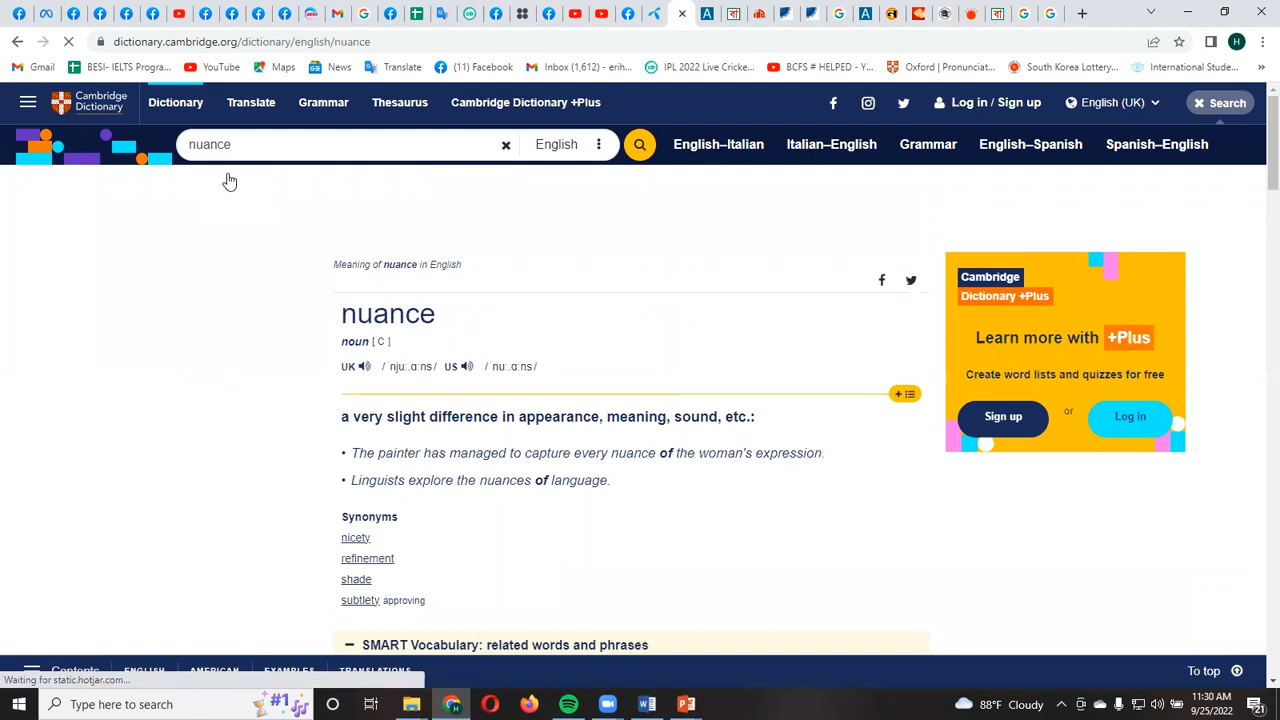 dictionary.cambridge.org/dictionary/english/nuance
Gmail BESI- IELTS Progra... YouTube Maps News Translate (11) Facebook Inbox (1,612) - erih... IPL 2022 Live Cricke... BCFS # HELPED - Y... Oxford | Pronunciat... South Korea Lottery... International Stude...
Cambridge Dictionary Dictionary Translate Grammar Thesaurus Cambridge Dictionary +Plus Log in / Sign up English (UK) Search
nuance English English–Italian Italian–English Grammar English–Spanish Spanish–English
Meaning of nuance in English
nuance
noun [ C ]
UK /ˈnjuː.ɑːns/ US /ˈnuː.ɑːns/
a very slight difference in appearance, meaning, sound, etc.:
• The painter has managed to capture every nuance of the woman's expression.
• Linguists explore the nuances of language.
Synonyms
nicety
refinement
shade
subtlety approving
− SMART Vocabulary: related words and phrases
Cambridge
Dictionary +Plus
Learn more with +Plus
Create word lists and quizzes for free
Sign up or Log in
Contents ENGLISH AMERICAN EXAMPLES TRANSLATIONS To top
Waiting for static.hotjar.com...
Type here to search #1 88°F Cloudy 11:30 AM
9/25/2022 21